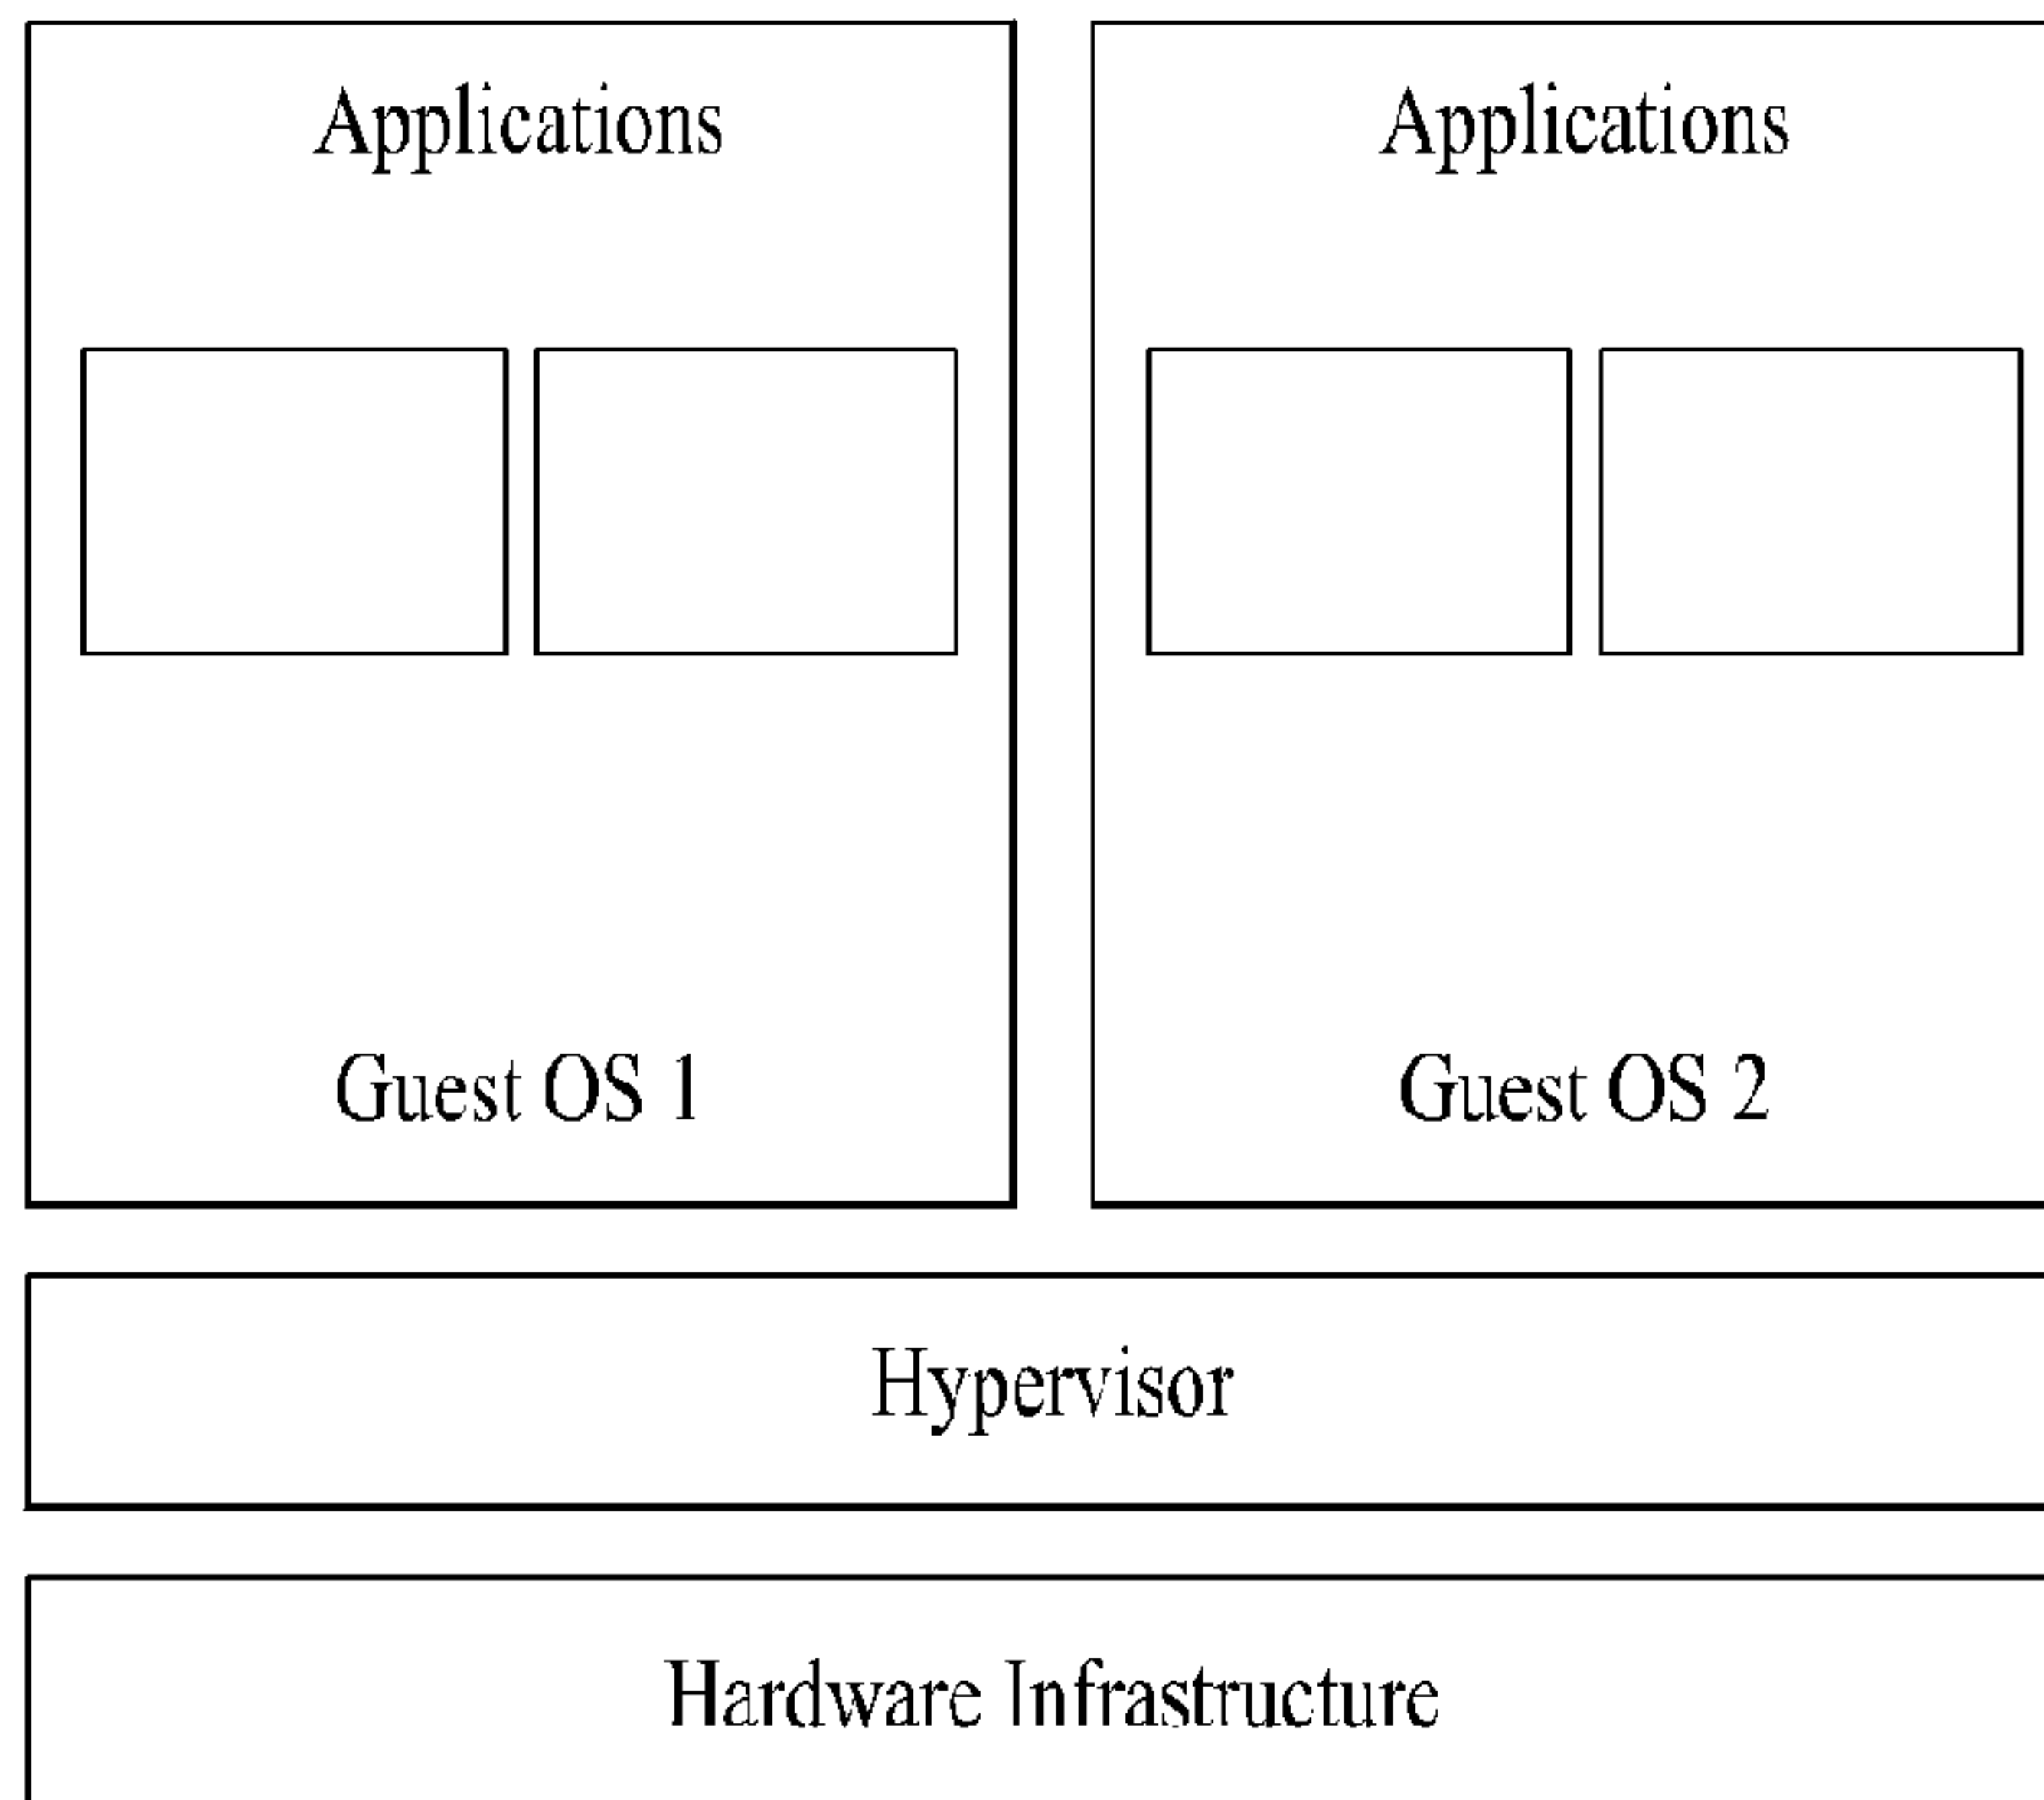 Applications
Applications
Guest OS 1
Guest OS 2
Hypervisor
Hardware Infrastructure